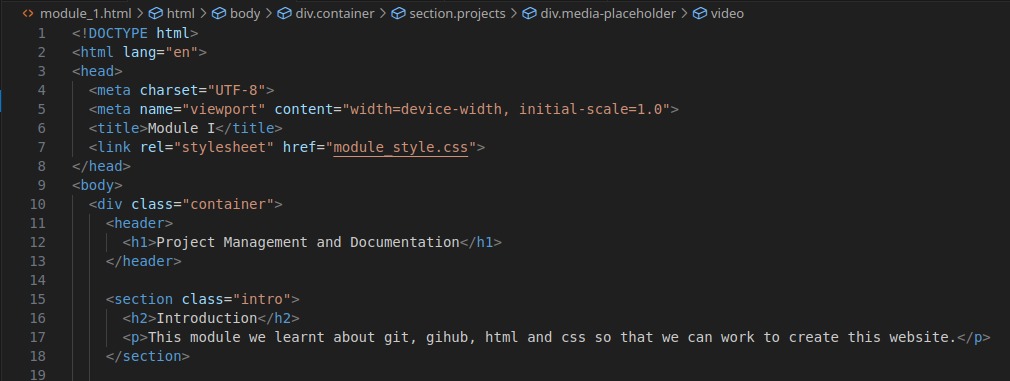 <> module_1.html > html > body > div.container > section.projects > div.media-placeholder > video
1 <!DOCTYPE html>
2 <html lang="en">
3 <head>
4 <meta charset="UTF-8">
5 <meta name="viewport" content="width=device-width, initial-scale=1.0">
6 <title>Module I</title>
7 <link rel="stylesheet" href="module_style.css">
8 </head>
9 <body>
10 <div class="container">
11 <header>
12 <h1>Project Management and Documentation</h1>
13 </header>
14
15 <section class="intro">
16 <h2>Introduction</h2>
17 <p>This module we learnt about git, gihub, html and css so that we can work to create this website.</p>
18 </section>
19